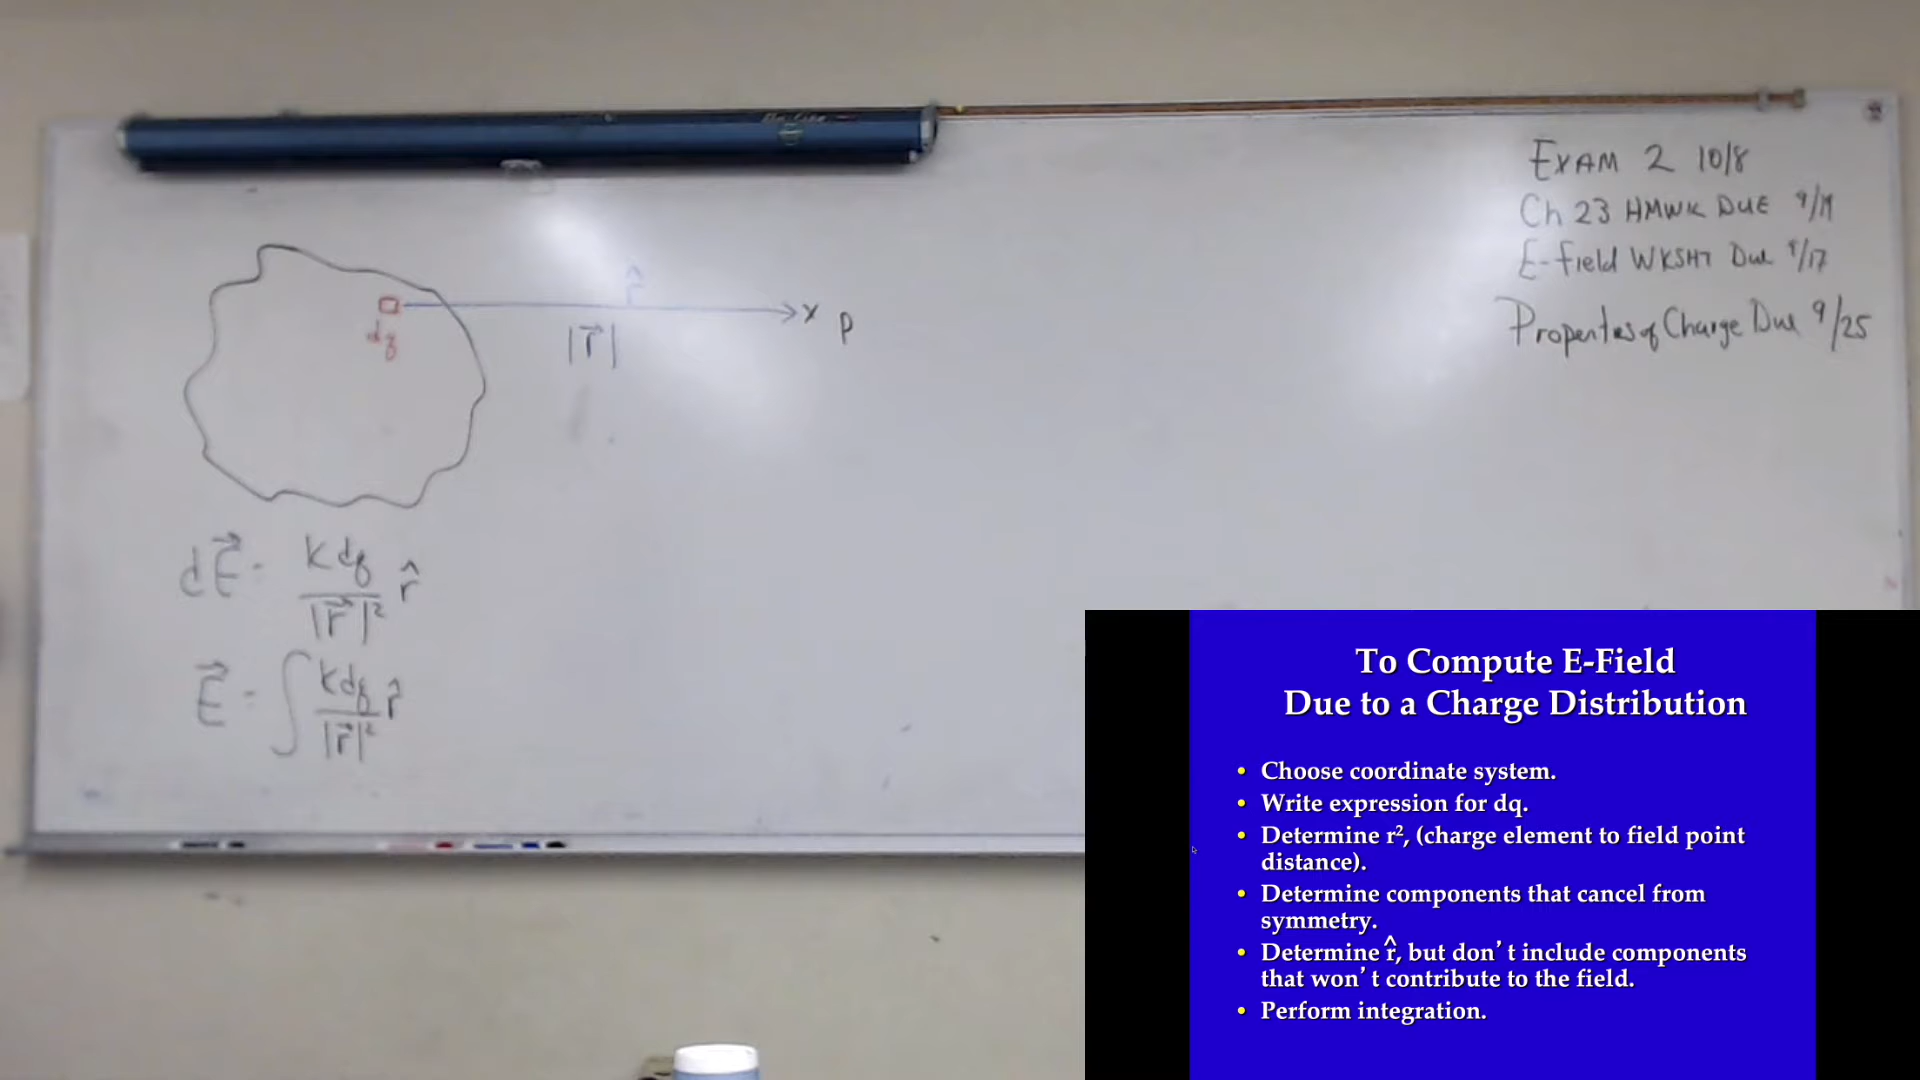 EXAM 2 10/8
Ch 23 HMWK DUE 9/19
E-field WKSHT Due 9/17
Properties of Charge Due 9/25
r̂
dq
|r⃗|
x P
dE⃗ = k dq / |r⃗|² r̂
E⃗ = ∫ k dq / |r⃗|² r̂
To Compute E-Field
Due to a Charge Distribution
• Choose coordinate system.
• Write expression for dq.
• Determine r², (charge element to field point
distance).
• Determine components that cancel from
symmetry.
• Determine r̂, but don't include components
that won't contribute to the field.
• Perform integration.